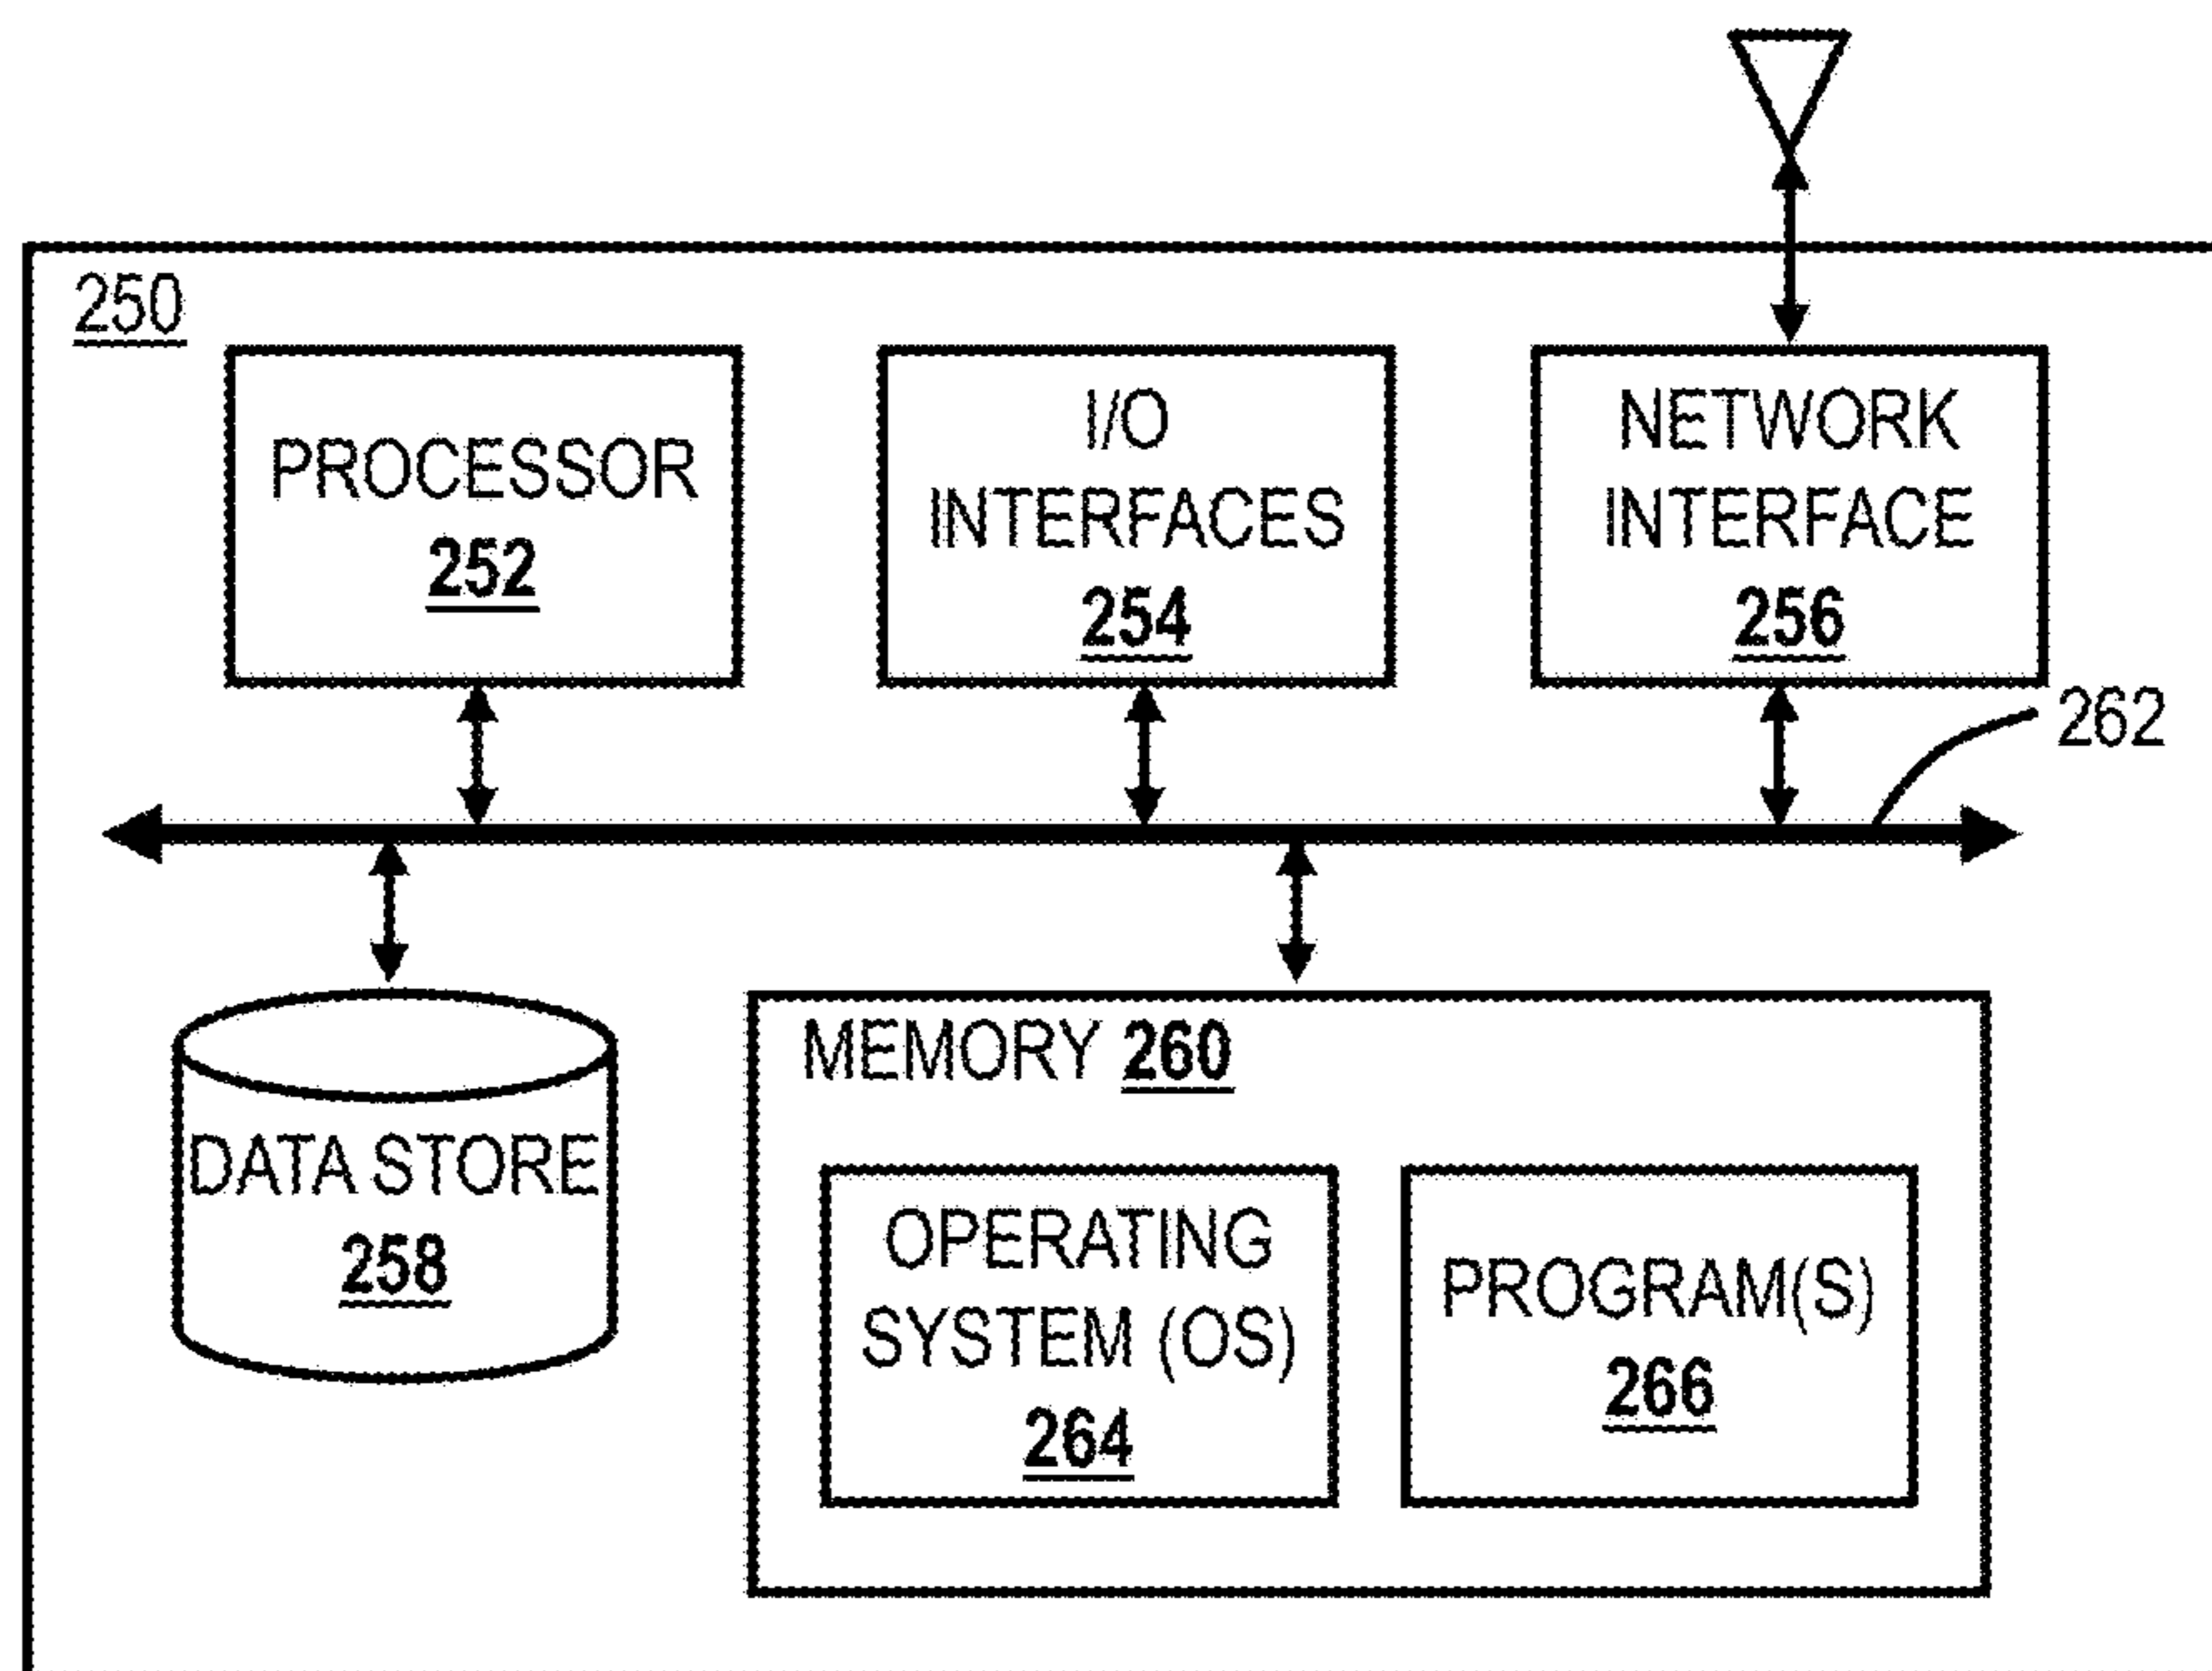 250
PROCESSOR
252
I/O
INTERFACES
254
NETWORK
INTERFACE
256
262
DATA STORE
258
MEMORY 260
OPERATING
SYSTEM (OS)
264
PROGRAM(S)
266